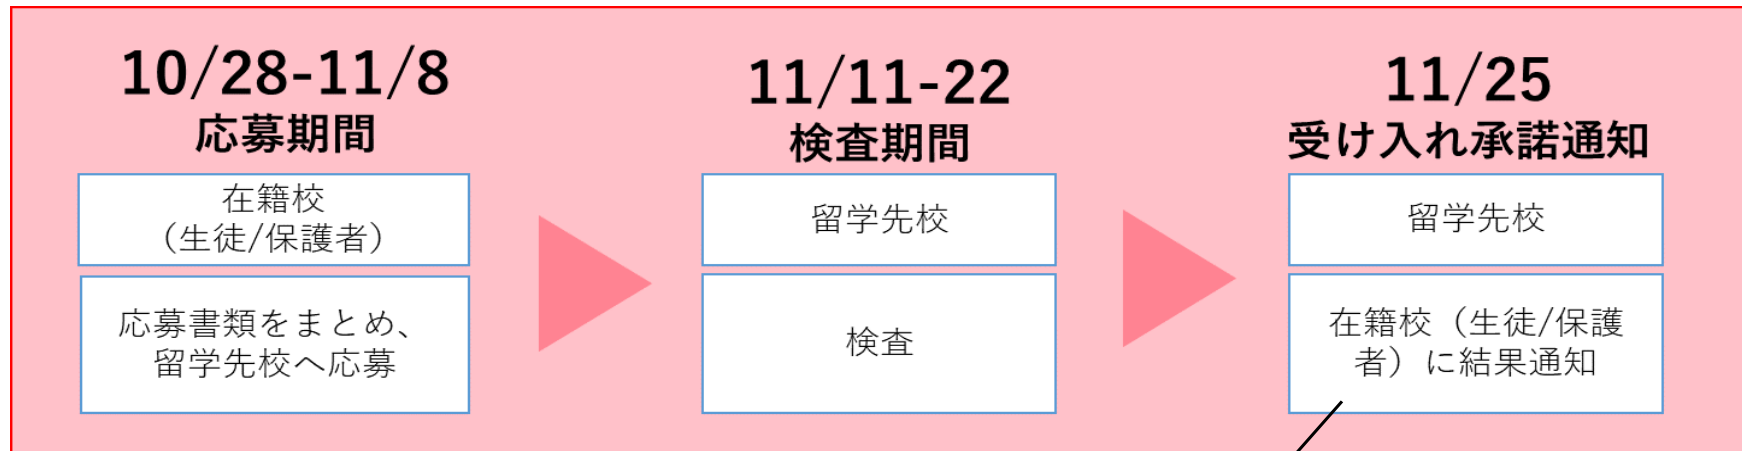 10/28-11/8
応募期間
在籍校
（生徒/保護者）
応募書類をまとめ、
留学先校へ応募
11/11-22
検査期間
留学先校
検査
11/25
受け入れ承諾通知
留学先校
在籍校（生徒/保護
者）に結果通知